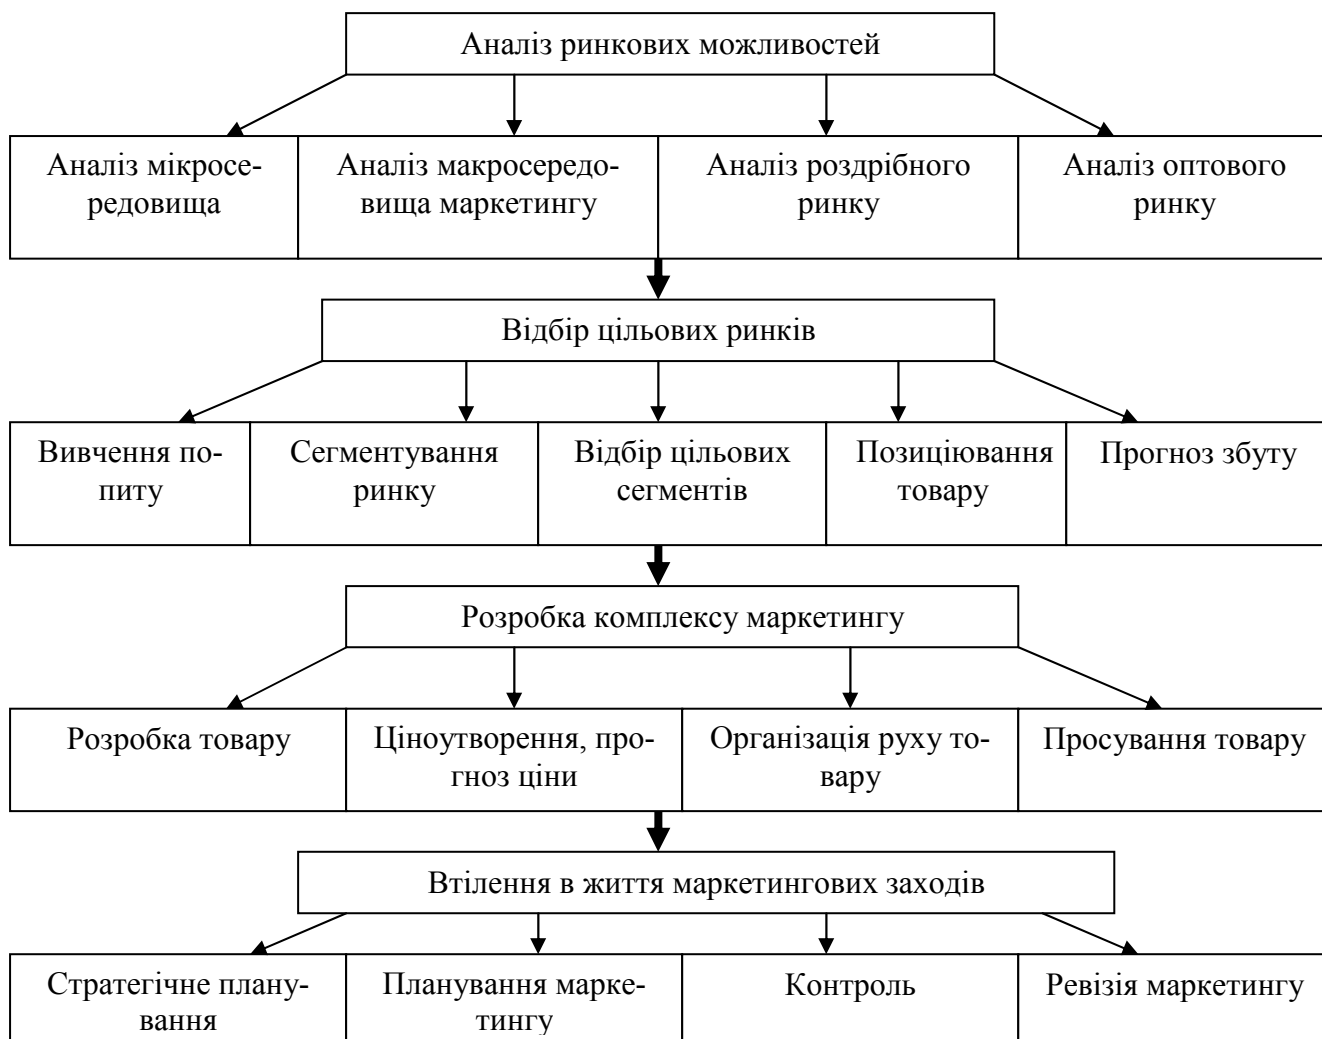 Аналіз ринкових можливостей
Аналіз мікросе-
редовища
Аналіз макросередо-
вища маркетингу
Аналіз роздрібного
ринку
Аналіз оптового
ринку
Відбір цільових ринків
Вивчення по-
питу
Сегментування
ринку
Відбір цільових
сегментів
Позиціювання
товару
Прогноз збуту
Розробка комплексу маркетингу
Розробка товару
Ціноутворення, про-
гноз ціни
Організація руху то-
вару
Просування товару
Втілення в життя маркетингових заходів
Стратегічне плану-
вання
Планування марке-
тингу
Контроль
Ревізія маркетингу